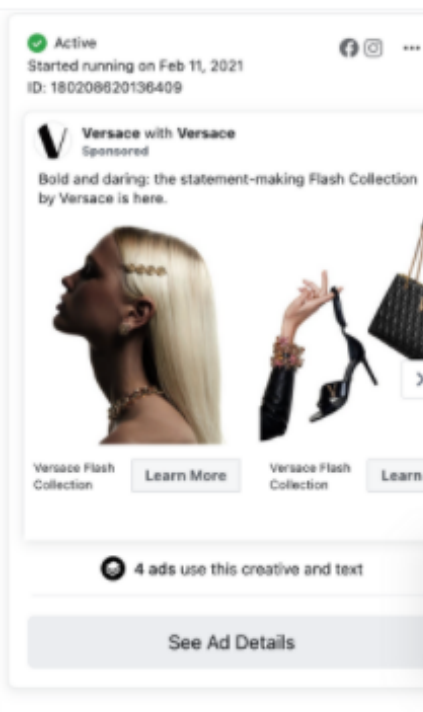 Active
Started running on Feb 11, 2021
ID: 180208620136409
Versace with Versace
Sponsored
Bold and daring: the statement-making Flash Collection
by Versace is here.
Versace Flash
Collection
Learn More
Versace Flash
Collection
Learn
4 ads use this creative and text
See Ad Details